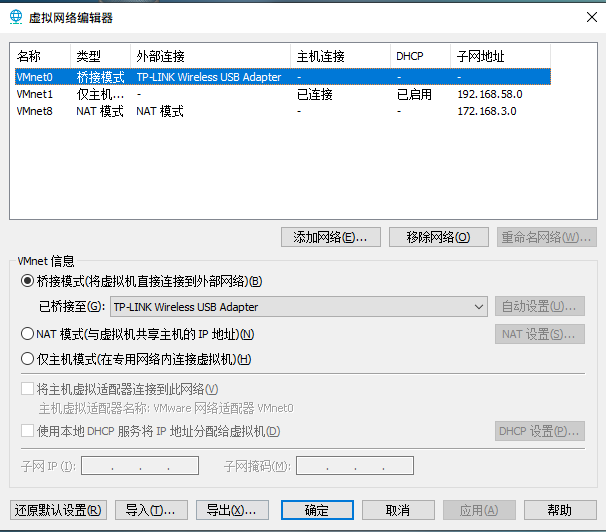 虚拟网络编辑器
名称 类型 外部连接 主机连接 DHCP 子网地址
VMnet0 桥接模式 TP-LINK Wireless USB Adapter - - -
VMnet1 仅主机... - 已连接 已启用 192.168.58.0
VMnet8 NAT 模式 NAT 模式 - - 172.168.3.0
添加网络(E)... 移除网络(O) 重命名网络(W)...
VMnet 信息
桥接模式(将虚拟机直接连接到外部网络)(B)
已桥接至(G): TP-LINK Wireless USB Adapter 自动设置(U)...
NAT 模式(与虚拟机共享主机的 IP 地址)(N) NAT 设置(S)...
仅主机模式(在专用网络内连接虚拟机)(H)
将主机虚拟适配器连接到此网络(V)
主机虚拟适配器名称: VMware 网络适配器 VMnet0
使用本地 DHCP 服务将 IP 地址分配给虚拟机(D) DHCP 设置(P)...
子网 IP (I): . . . 子网掩码(M): . . .
还原默认设置(R) 导入(T)... 导出(X)... 确定 取消 应用(A) 帮助